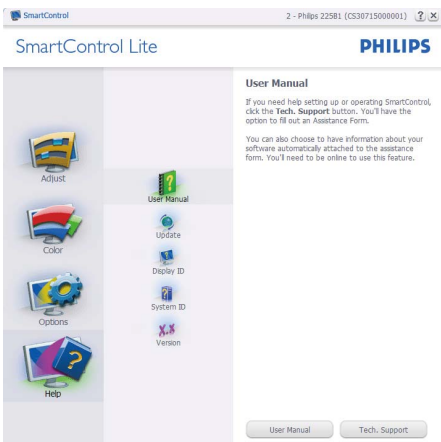 SmartControl
2 - Philips 22581 (CS30715000001)
?
X
SmartControl Lite
PHILIPS
Adjust
Color
Options
Help
User Manual
Update
Display ID
System ID
X.X
Version
User Manual
If you need help setting up or operating SmartControl,
click the Tech. Support button. You'll have the
option to fill out an Assistance Form.
You can also choose to have information about your
software automatically attached to the assistance
form. You'll need to be online to use this feature.
User Manual
Tech. Support